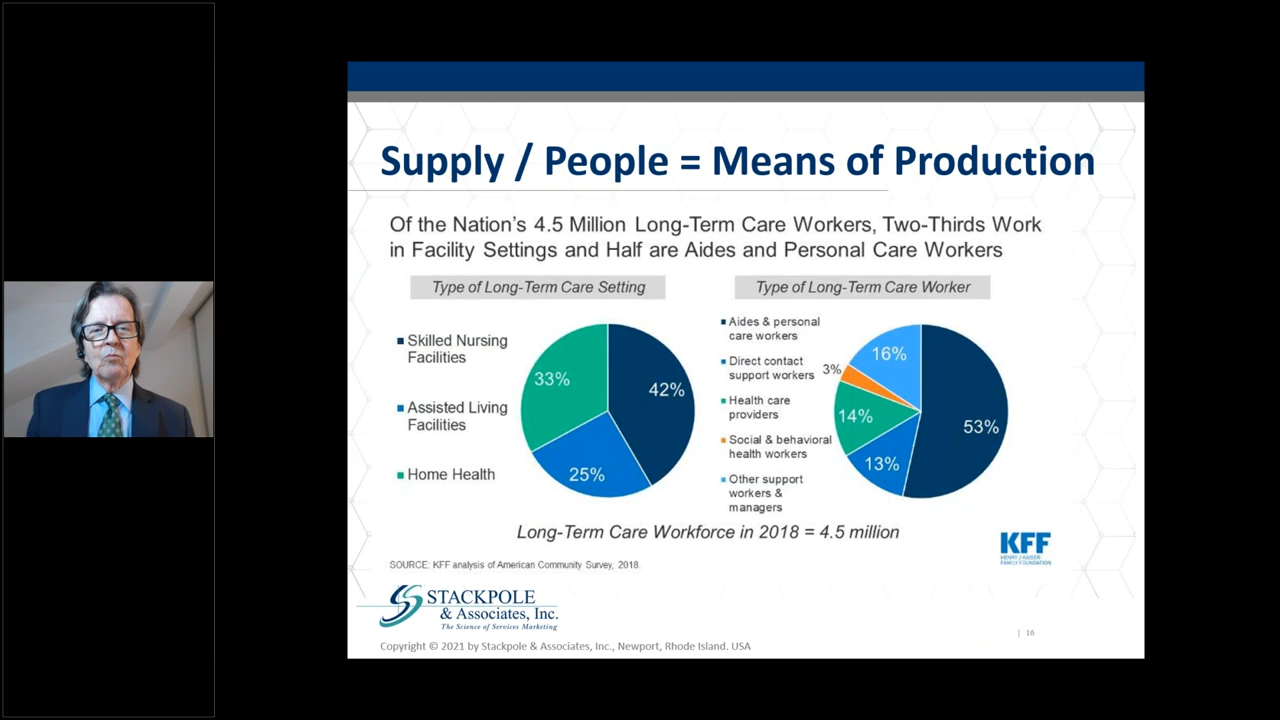 Supply / People = Means of Production
Of the Nation's 4.5 Million Long-Term Care Workers, Two-Thirds Work
in Facility Settings and Half are Aides and Personal Care Workers
Type of Long-Term Care Setting
Skilled Nursing
Facilities
Assisted Living
Facilities
Home Health
33%
42%
25%
Type of Long-Term Care Worker
Aides & personal
care workers
Direct contact
support workers
Health care
providers
Social & behavioral
health workers
Other support
workers &
managers
16%
3%
14%
13%
53%
Long-Term Care Workforce in 2018 = 4.5 million
KFF
HENRY J KAISER
FAMILY FOUNDATION
SOURCE: KFF analysis of American Community Survey, 2018.
STACKPOLE
& Associates, Inc.
The Science of Services Marketing
| 16
Copyright © 2021 by Stackpole & Associates, Inc., Newport, Rhode Island. USA